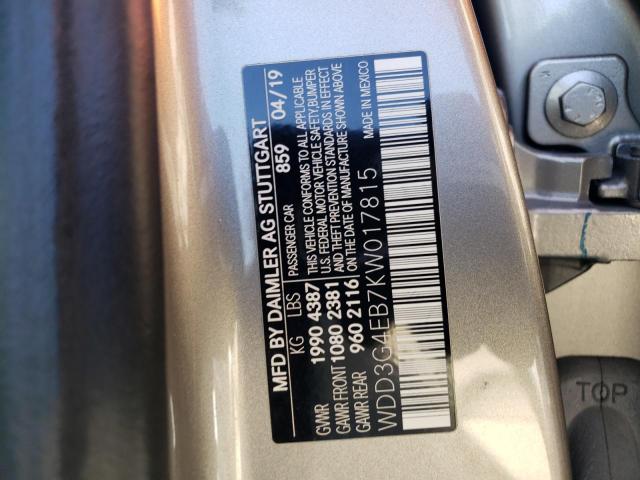 MFD BY DAIMLER AG STUTTGART
KG LBS PASSENGER CAR 859 04/19
GVWR 1990 4387
GAWR FRONT 1080 2381
GAWR REAR 960 2116
THIS VEHICLE CONFORMS TO ALL APPLICABLE
U.S. FEDERAL MOTOR VEHICLE SAFETY, BUMPER
AND THEFT PREVENTION STANDARDS IN EFFECT
ON THE DATE OF MANUFACTURE SHOWN ABOVE
WDD3G4EB7KW017815 MADE IN MEXICO
TOP